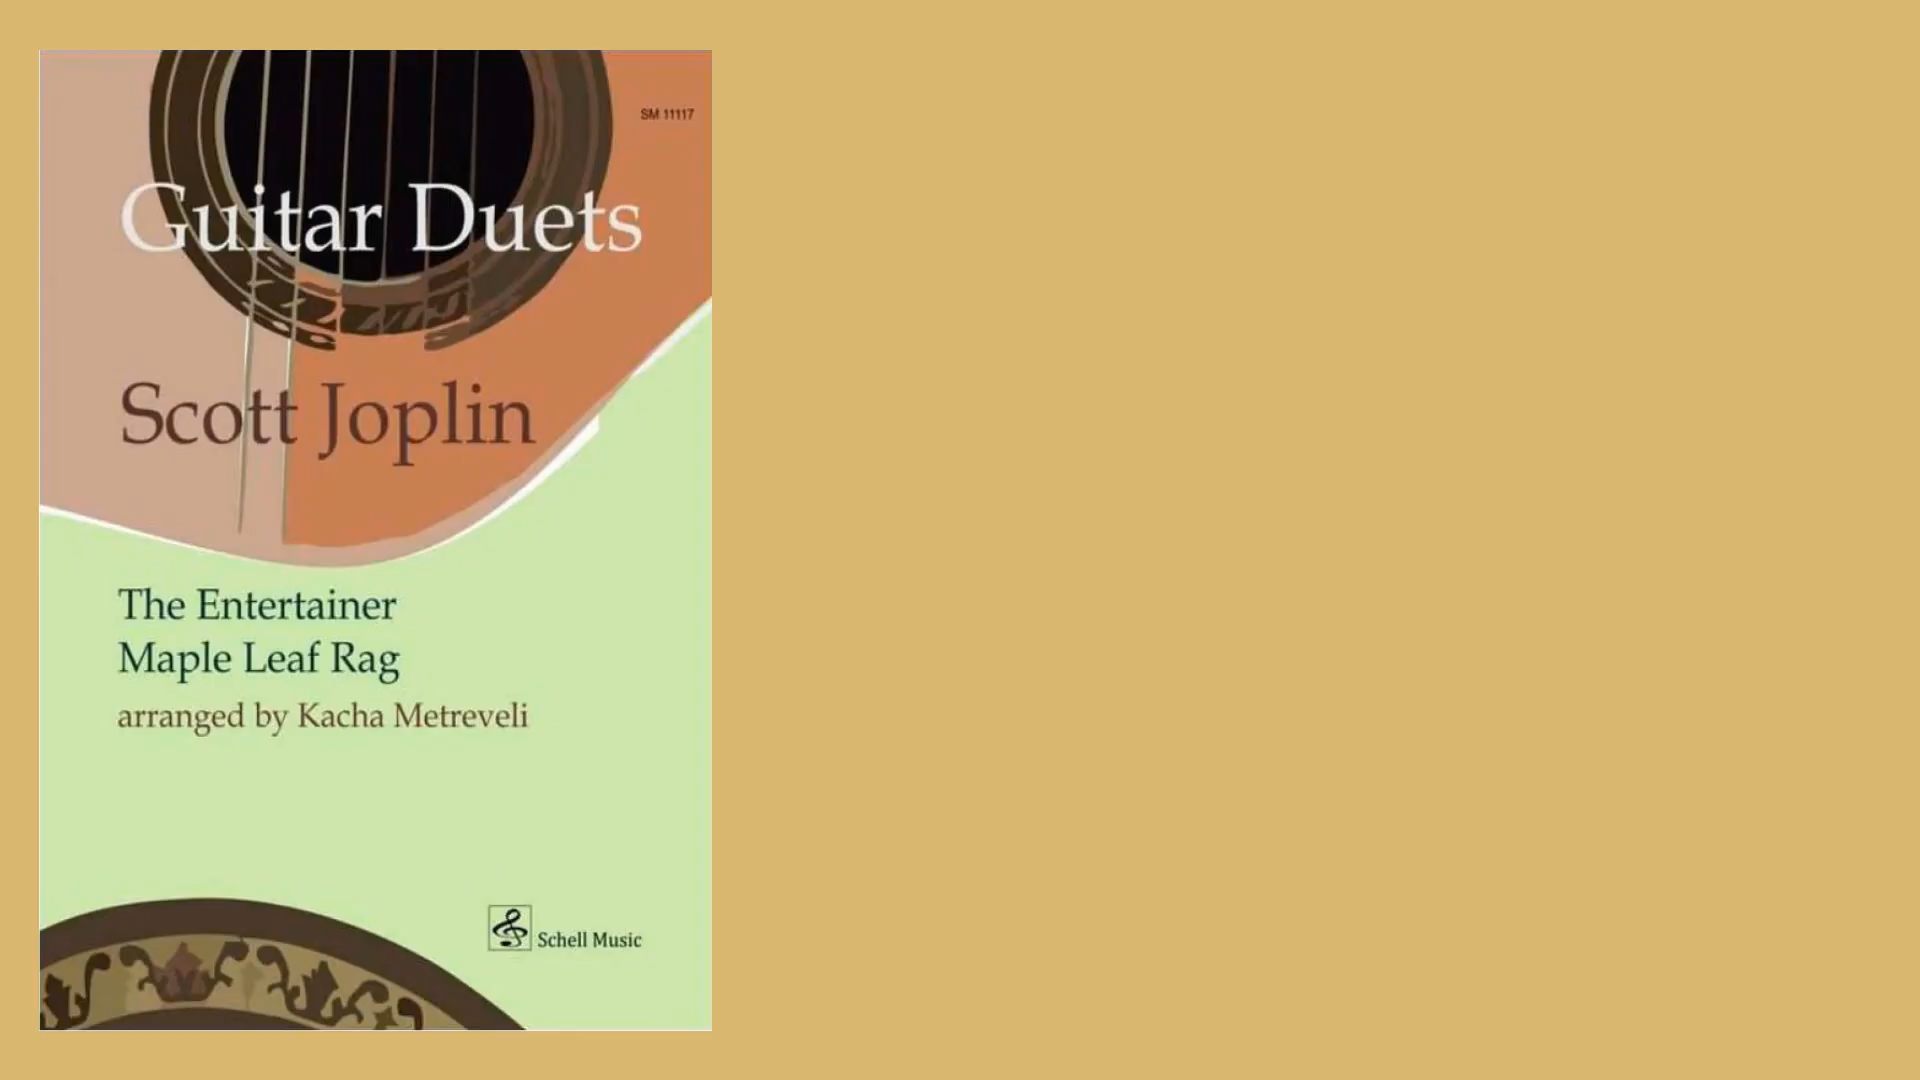 SM 11117
Guitar Duets
Scott Joplin
The Entertainer
Maple Leaf Rag
arranged by Kacha Metreveli
Schell Music